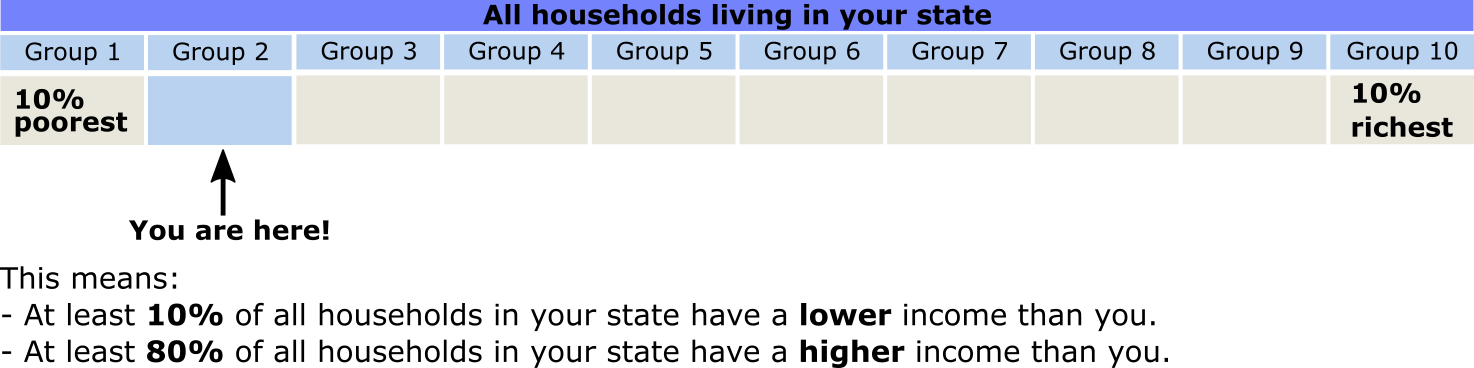 All households living in your state
Group 1 Group 2 Group 3 Group 4 Group 5 Group 6 Group 7 Group 8 Group 9 Group 10
10%
poorest
10%
richest
You are here!
This means:
- At least 10% of all households in your state have a lower income than you.
- At least 80% of all households in your state have a higher income than you.